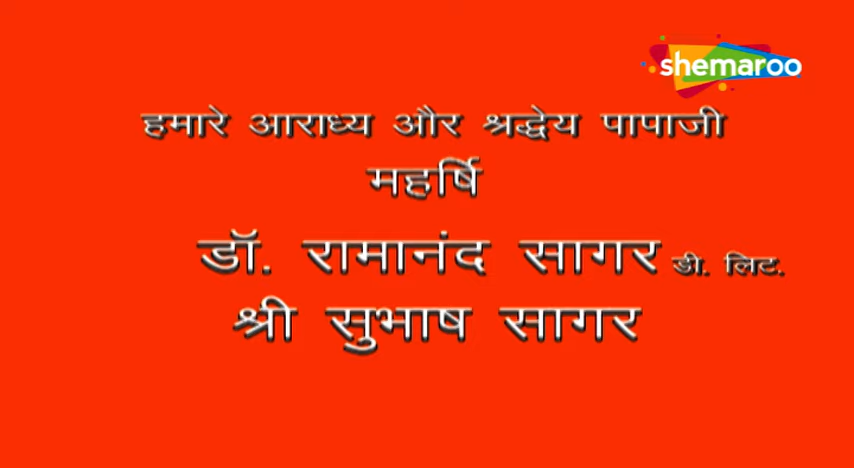 shemaroo
हमारे आराध्य और श्रद्धेय पापाजी
महर्षि
डॉ. रामानंद सागर डी. लिट.
श्री सुभाष सागर